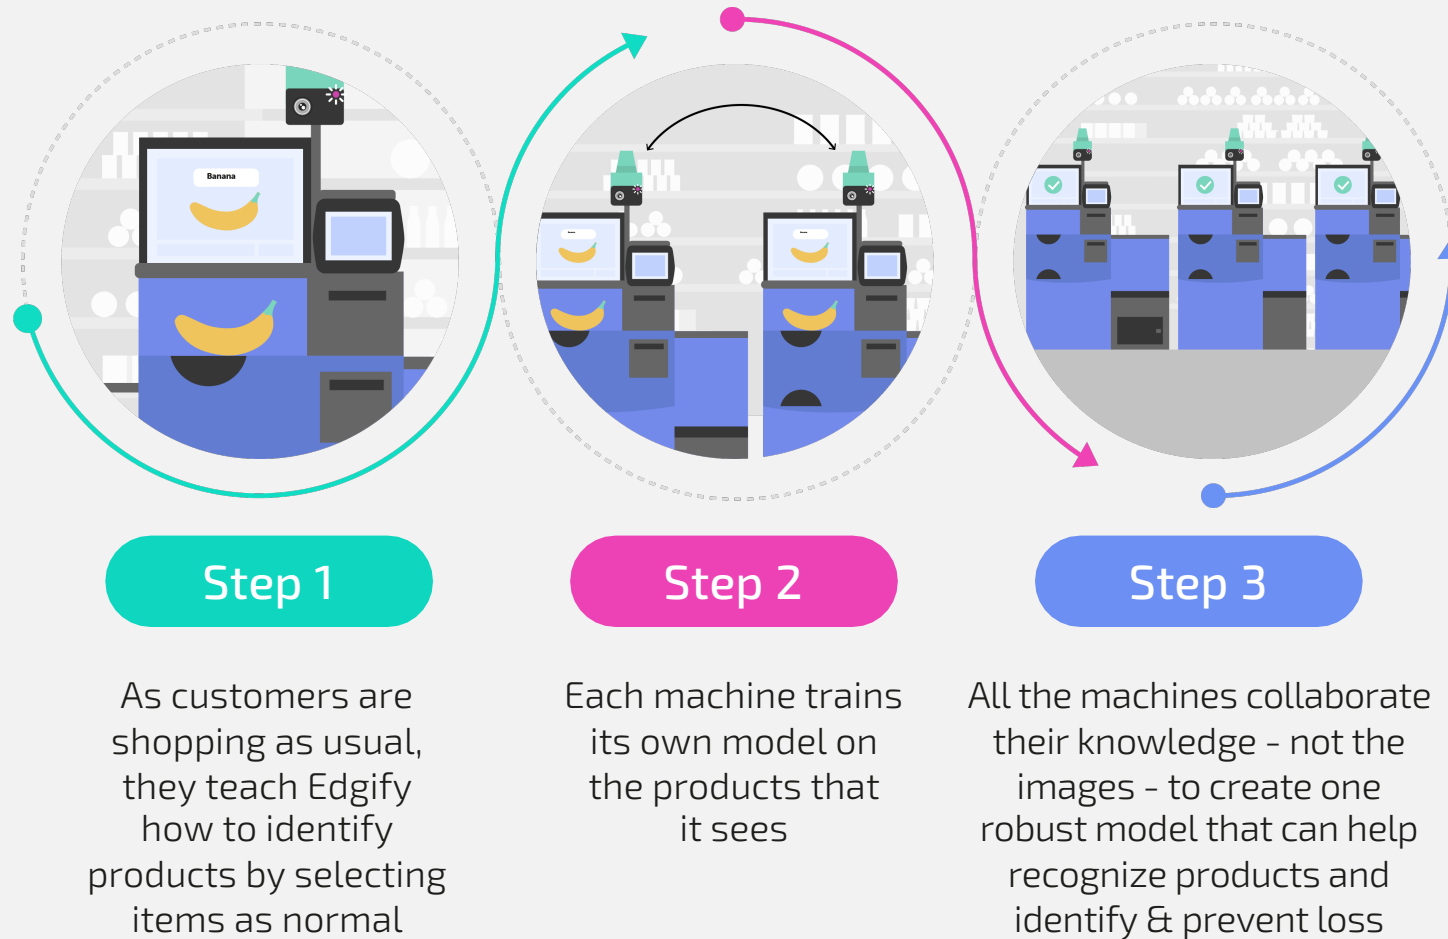 Banana
Step 1
As customers are
shopping as usual,
they teach Edgify
how to identify
products by selecting
items as normal
Step 2
Each machine trains
its own model on
the products that
it sees
Step 3
All the machines collaborate
their knowledge - not the
images - to create one
robust model that can help
recognize products and
identify & prevent loss